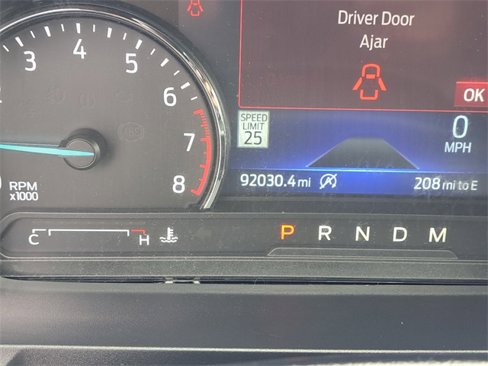 Driver Door
Ajar
OK
3 4 5 6 7 8
RPM
x1000
SPEED
LIMIT
25
0
MPH
92030.4 mi
208 mi to E
C H
P R N D M